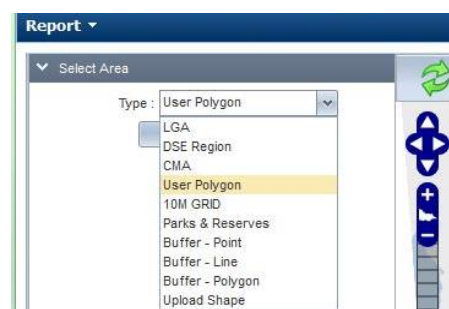 Report
Select Area
Type : User Polygon
LGA
DSE Region
CMA
User Polygon
10M GRID
Parks & Reserves
Buffer - Point
Buffer - Line
Buffer - Polygon
Upload Shape